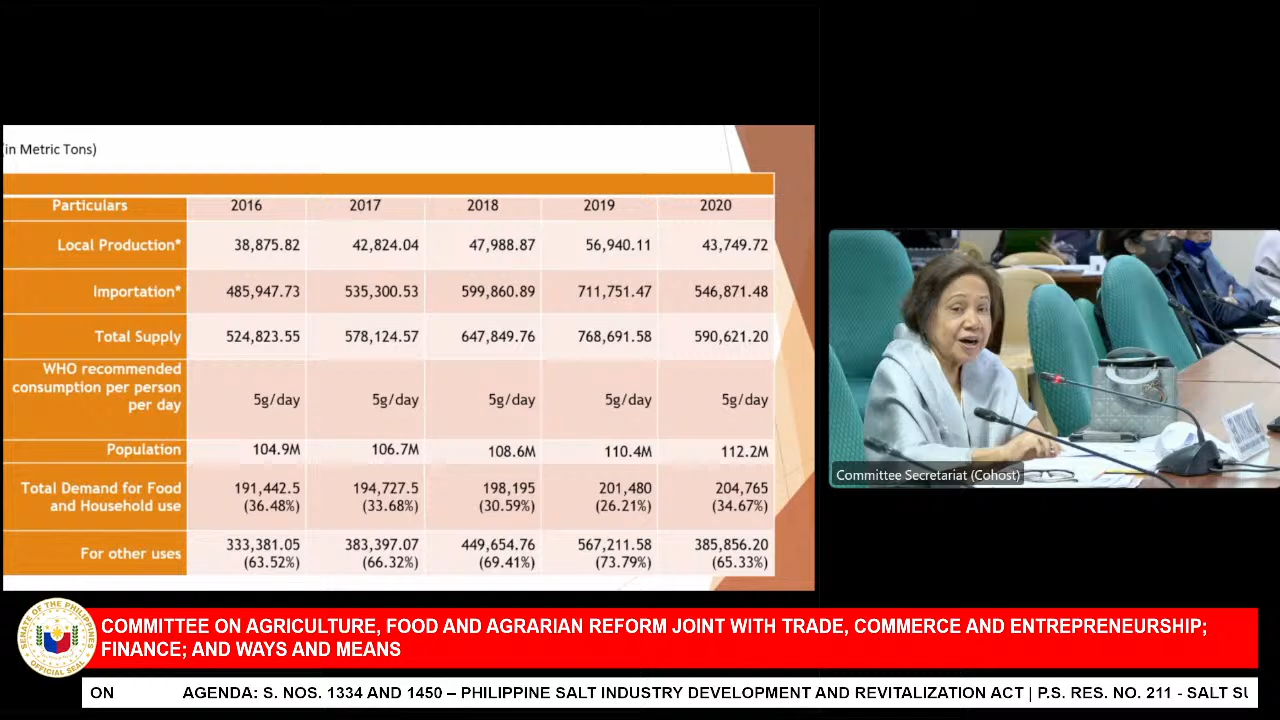 (in Metric Tons)
Particulars 2016 2017 2018 2019 2020
Local Production* 38,875.82 42,824.04 47,988.87 56,940.11 43,749.72
Importation* 485,947.73 535,300.53 599,860.89 711,751.47 546,871.48
Total Supply 524,823.55 578,124.57 647,849.76 768,691.58 590,621.20
WHO recommended
consumption per person
per day 5g/day 5g/day 5g/day 5g/day 5g/day
Population 104.9M 106.7M 108.6M 110.4M 112.2M
Total Demand for Food 191,442.5 194,727.5 198,195 201,480 204,765
and Household use (36.48%) (33.68%) (30.59%) (26.21%) (34.67%)
For other uses 333,381.05 383,397.07 449,654.76 567,211.58 385,856.20
(63.52%) (66.32%) (69.41%) (73.79%) (65.33%)
Committee Secretariat (Cohost)
SENATE OF THE PHILIPPINES
OFFICIAL SEAL
COMMITTEE ON AGRICULTURE, FOOD AND AGRARIAN REFORM JOINT WITH TRADE, COMMERCE AND ENTREPRENEURSHIP;
FINANCE; AND WAYS AND MEANS
ON AGENDA: S. NOS. 1334 AND 1450 – PHILIPPINE SALT INDUSTRY DEVELOPMENT AND REVITALIZATION ACT | P.S. RES. NO. 211 - SALT SU